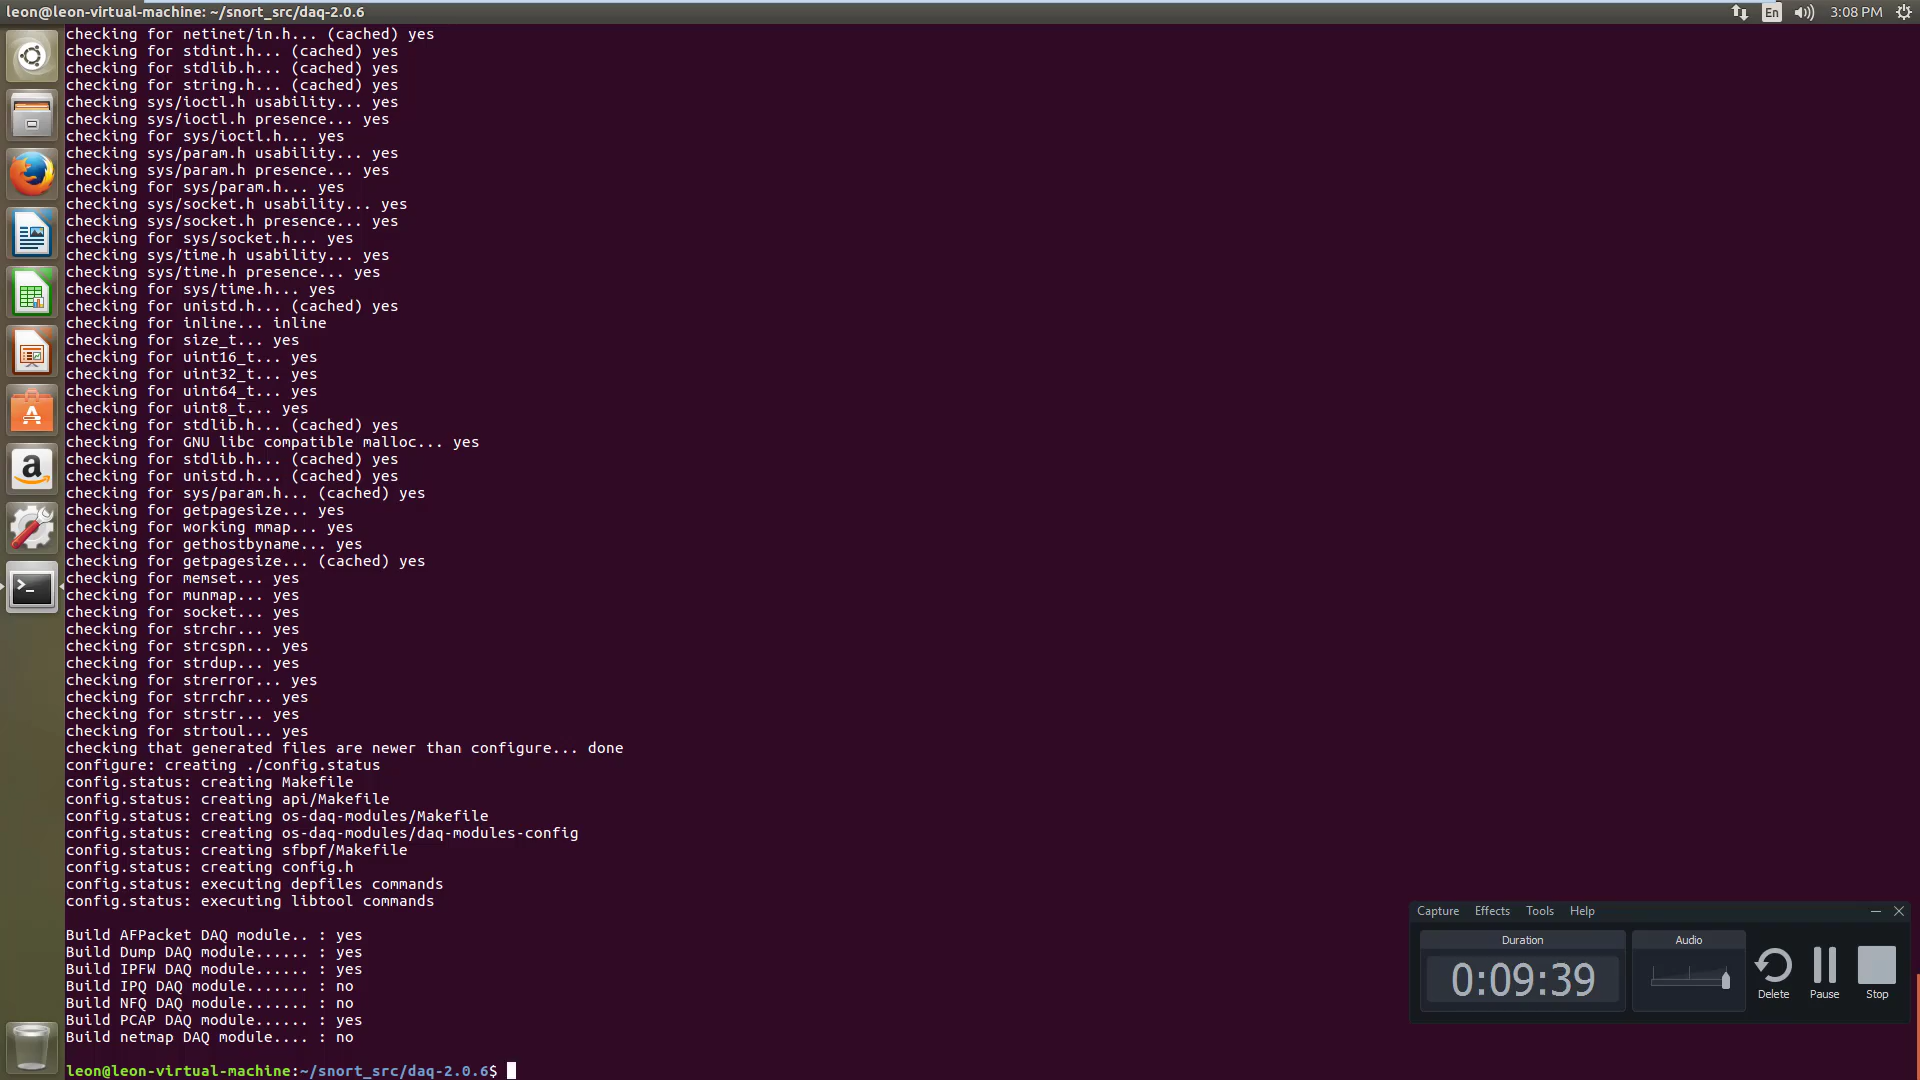 leon@leon-virtual-machine: ~/snort_src/daq-2.0.6
En
3:08 PM
checking for netinet/in.h... (cached) yes
checking for stdint.h... (cached) yes
checking for stdlib.h... (cached) yes
checking for string.h... (cached) yes
checking sys/ioctl.h usability... yes
checking sys/ioctl.h presence... yes
checking for sys/ioctl.h... yes
checking sys/param.h usability... yes
checking sys/param.h presence... yes
checking for sys/param.h... yes
checking sys/socket.h usability... yes
checking sys/socket.h presence... yes
checking for sys/socket.h... yes
checking sys/time.h usability... yes
checking sys/time.h presence... yes
checking for sys/time.h... yes
checking for unistd.h... (cached) yes
checking for inline... inline
checking for size_t... yes
checking for uint16_t... yes
checking for uint32_t... yes
checking for uint64_t... yes
checking for uint8_t... yes
checking for stdlib.h... (cached) yes
checking for GNU libc compatible malloc... yes
checking for stdlib.h... (cached) yes
checking for unistd.h... (cached) yes
checking for sys/param.h... (cached) yes
checking for getpagesize... yes
checking for working mmap... yes
checking for gethostbyname... yes
checking for getpagesize... (cached) yes
checking for memset... yes
checking for munmap... yes
checking for socket... yes
checking for strchr... yes
checking for strcspn... yes
checking for strdup... yes
checking for strerror... yes
checking for strrchr... yes
checking for strstr... yes
checking for strtoul... yes
checking that generated files are newer than configure... done
configure: creating ./config.status
config.status: creating Makefile
config.status: creating api/Makefile
config.status: creating os-daq-modules/Makefile
config.status: creating os-daq-modules/daq-modules-config
config.status: creating sfbpf/Makefile
config.status: creating config.h
config.status: executing depfiles commands
config.status: executing libtool commands
Build AFPacket DAQ module.. : yes
Build Dump DAQ module...... : yes
Build IPFW DAQ module...... : yes
Build IPQ DAQ module....... : no
Build NFQ DAQ module....... : no
Build PCAP DAQ module...... : yes
Build netmap DAQ module.... : no
leon@leon-virtual-machine:~/snort_src/daq-2.0.6$
Capture Effects Tools Help
Duration
0:09:39
Audio
Delete
Pause
Stop